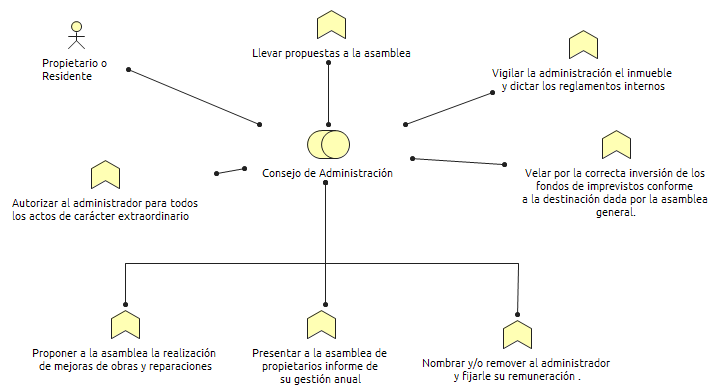 Propietario o
Residente
Llevar propuestas a la asamblea
Vigilar la administración el inmueble
y dictar los reglamentos internos
Consejo de Administración
Autorizar al administrador para todos
los actos de carácter extraordinario
Velar por la correcta inversión de los
fondos de imprevistos conforme
a la destinación dada por la asamblea
general.
Proponer a la asamblea la realización
de mejoras de obras y reparaciones
Presentar a la asamblea de
propietarios informe de
su gestión anual
Nombrar y/o remover al administrador
y fijarle su remuneración .